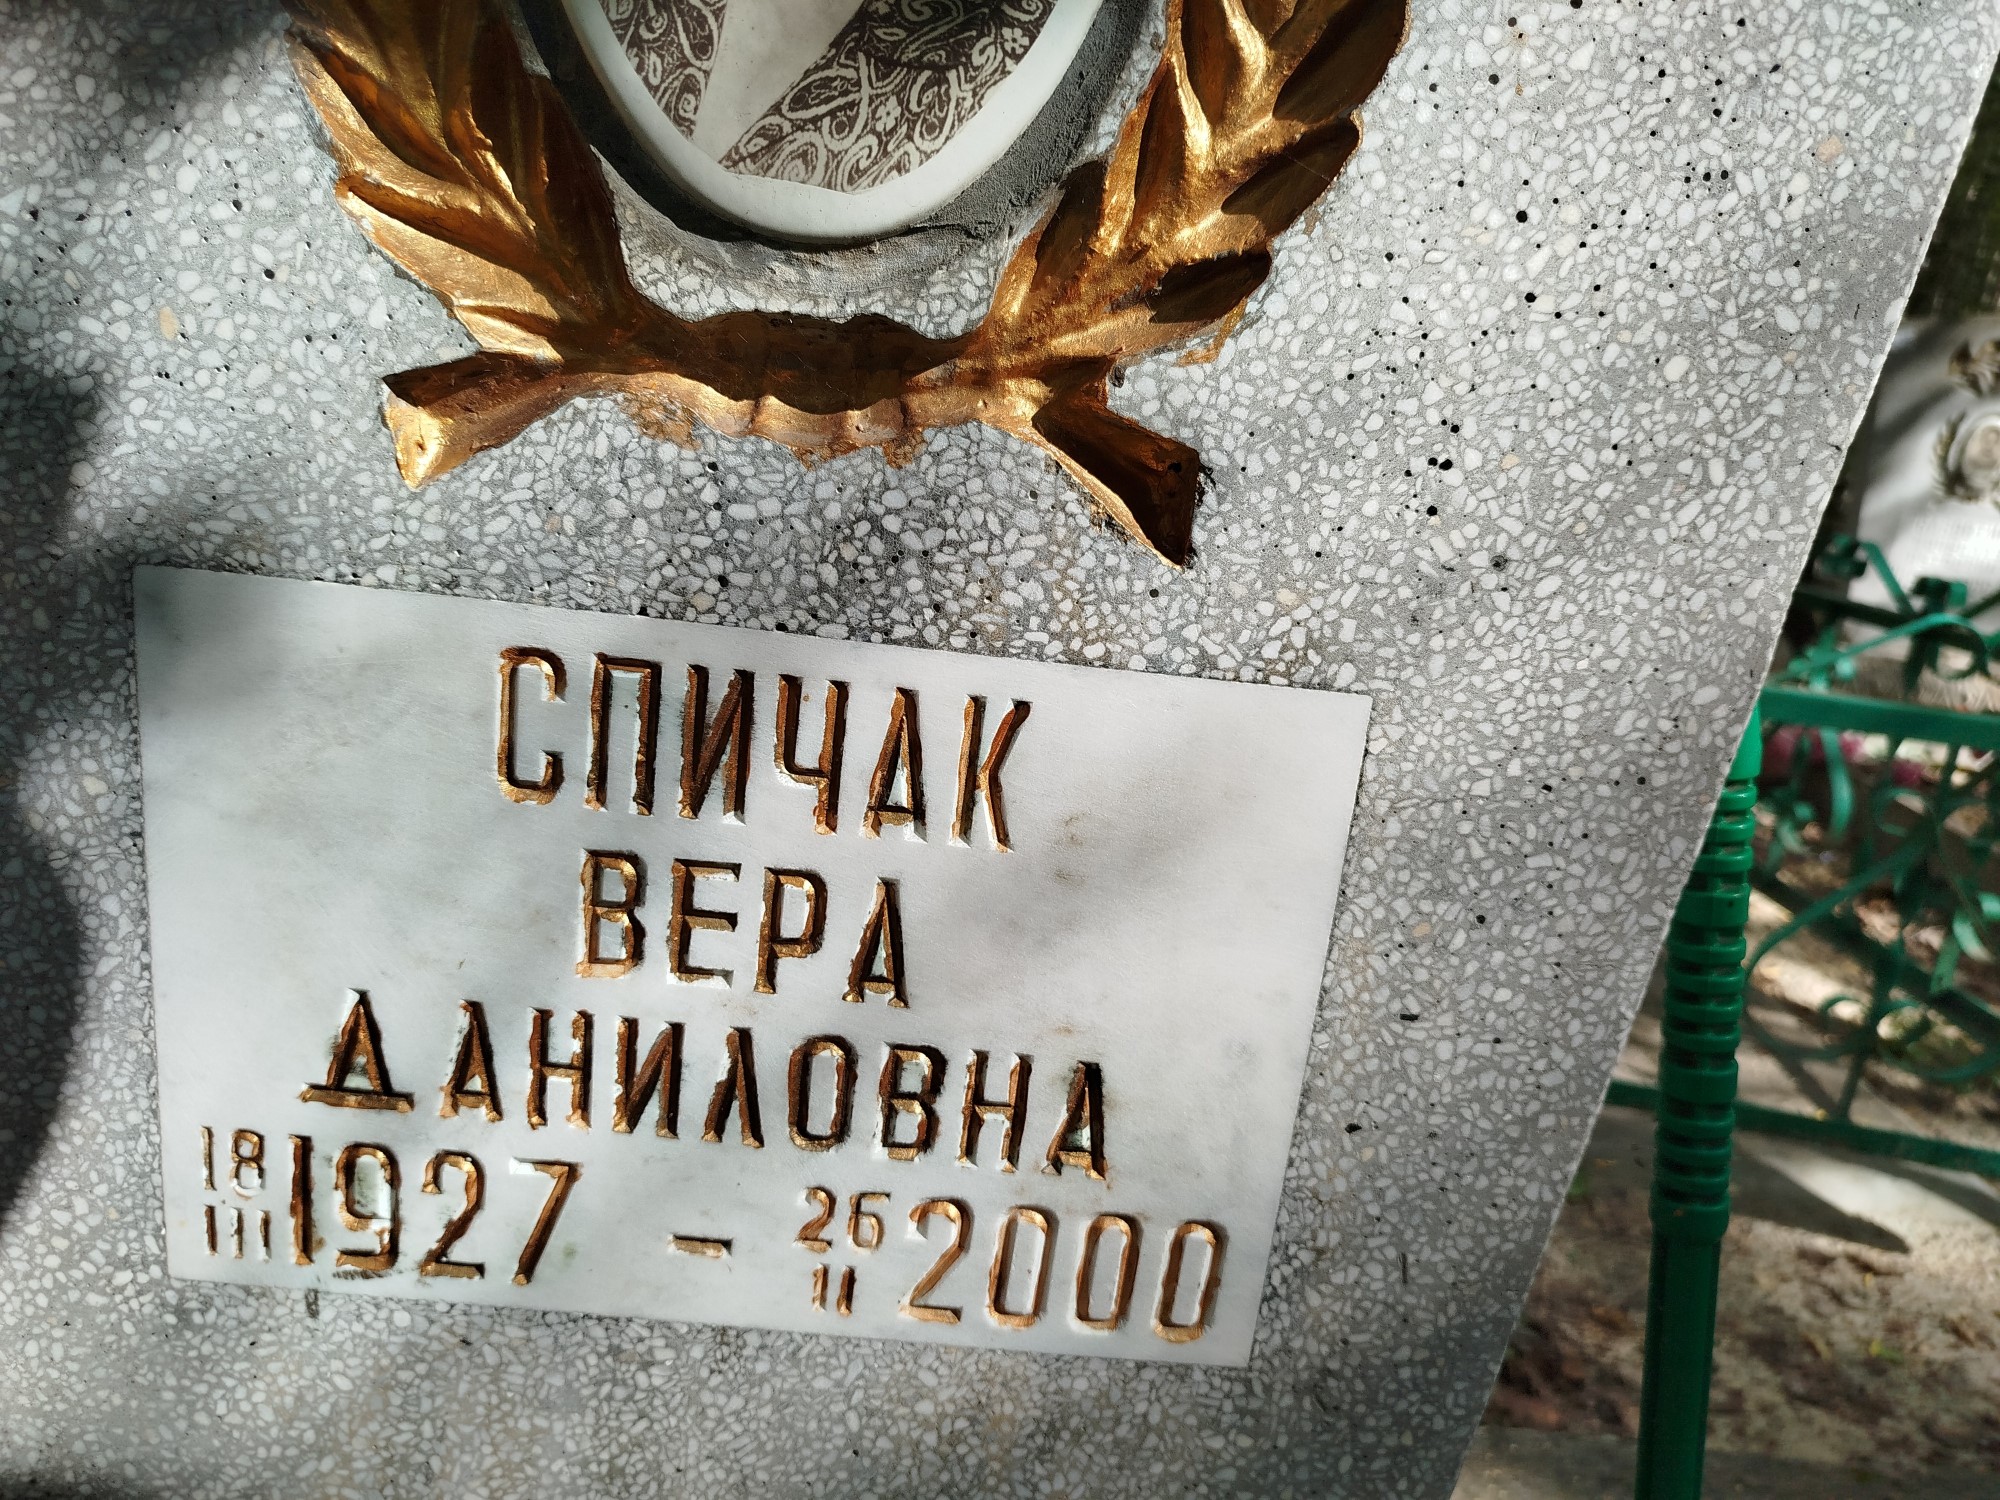 СПИЧАК
ВЕРА
ДАНИЛОВНА
18 III 1927 – 26 II 2000